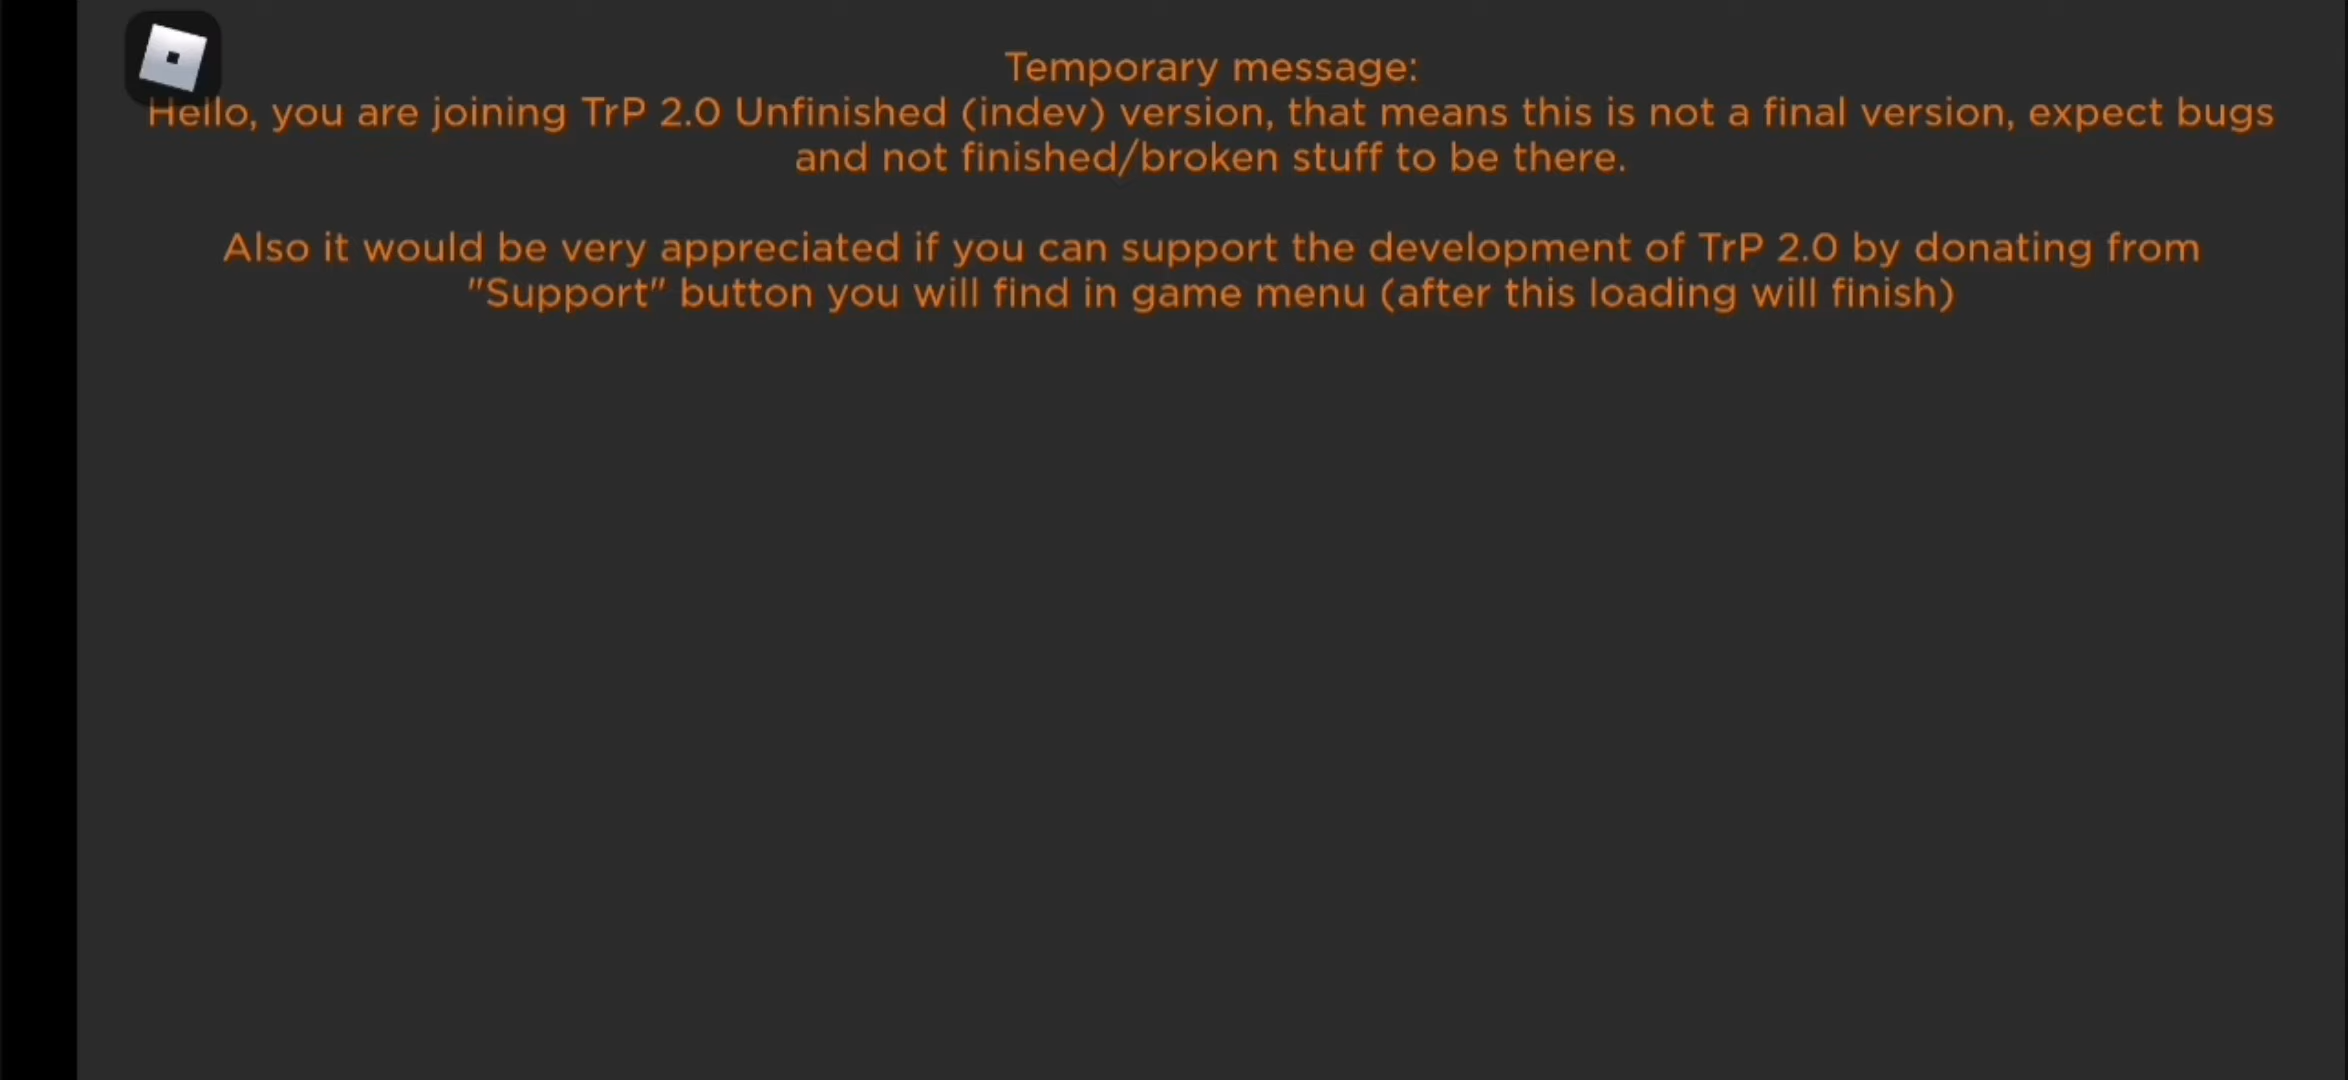 Temporary message:
Hello, you are joining TrP 2.0 Unfinished (indev) version, that means this is not a final version, expect bugs
and not finished/broken stuff to be there.
Also it would be very appreciated if you can support the development of TrP 2.0 by donating from
"Support" button you will find in game menu (after this loading will finish)